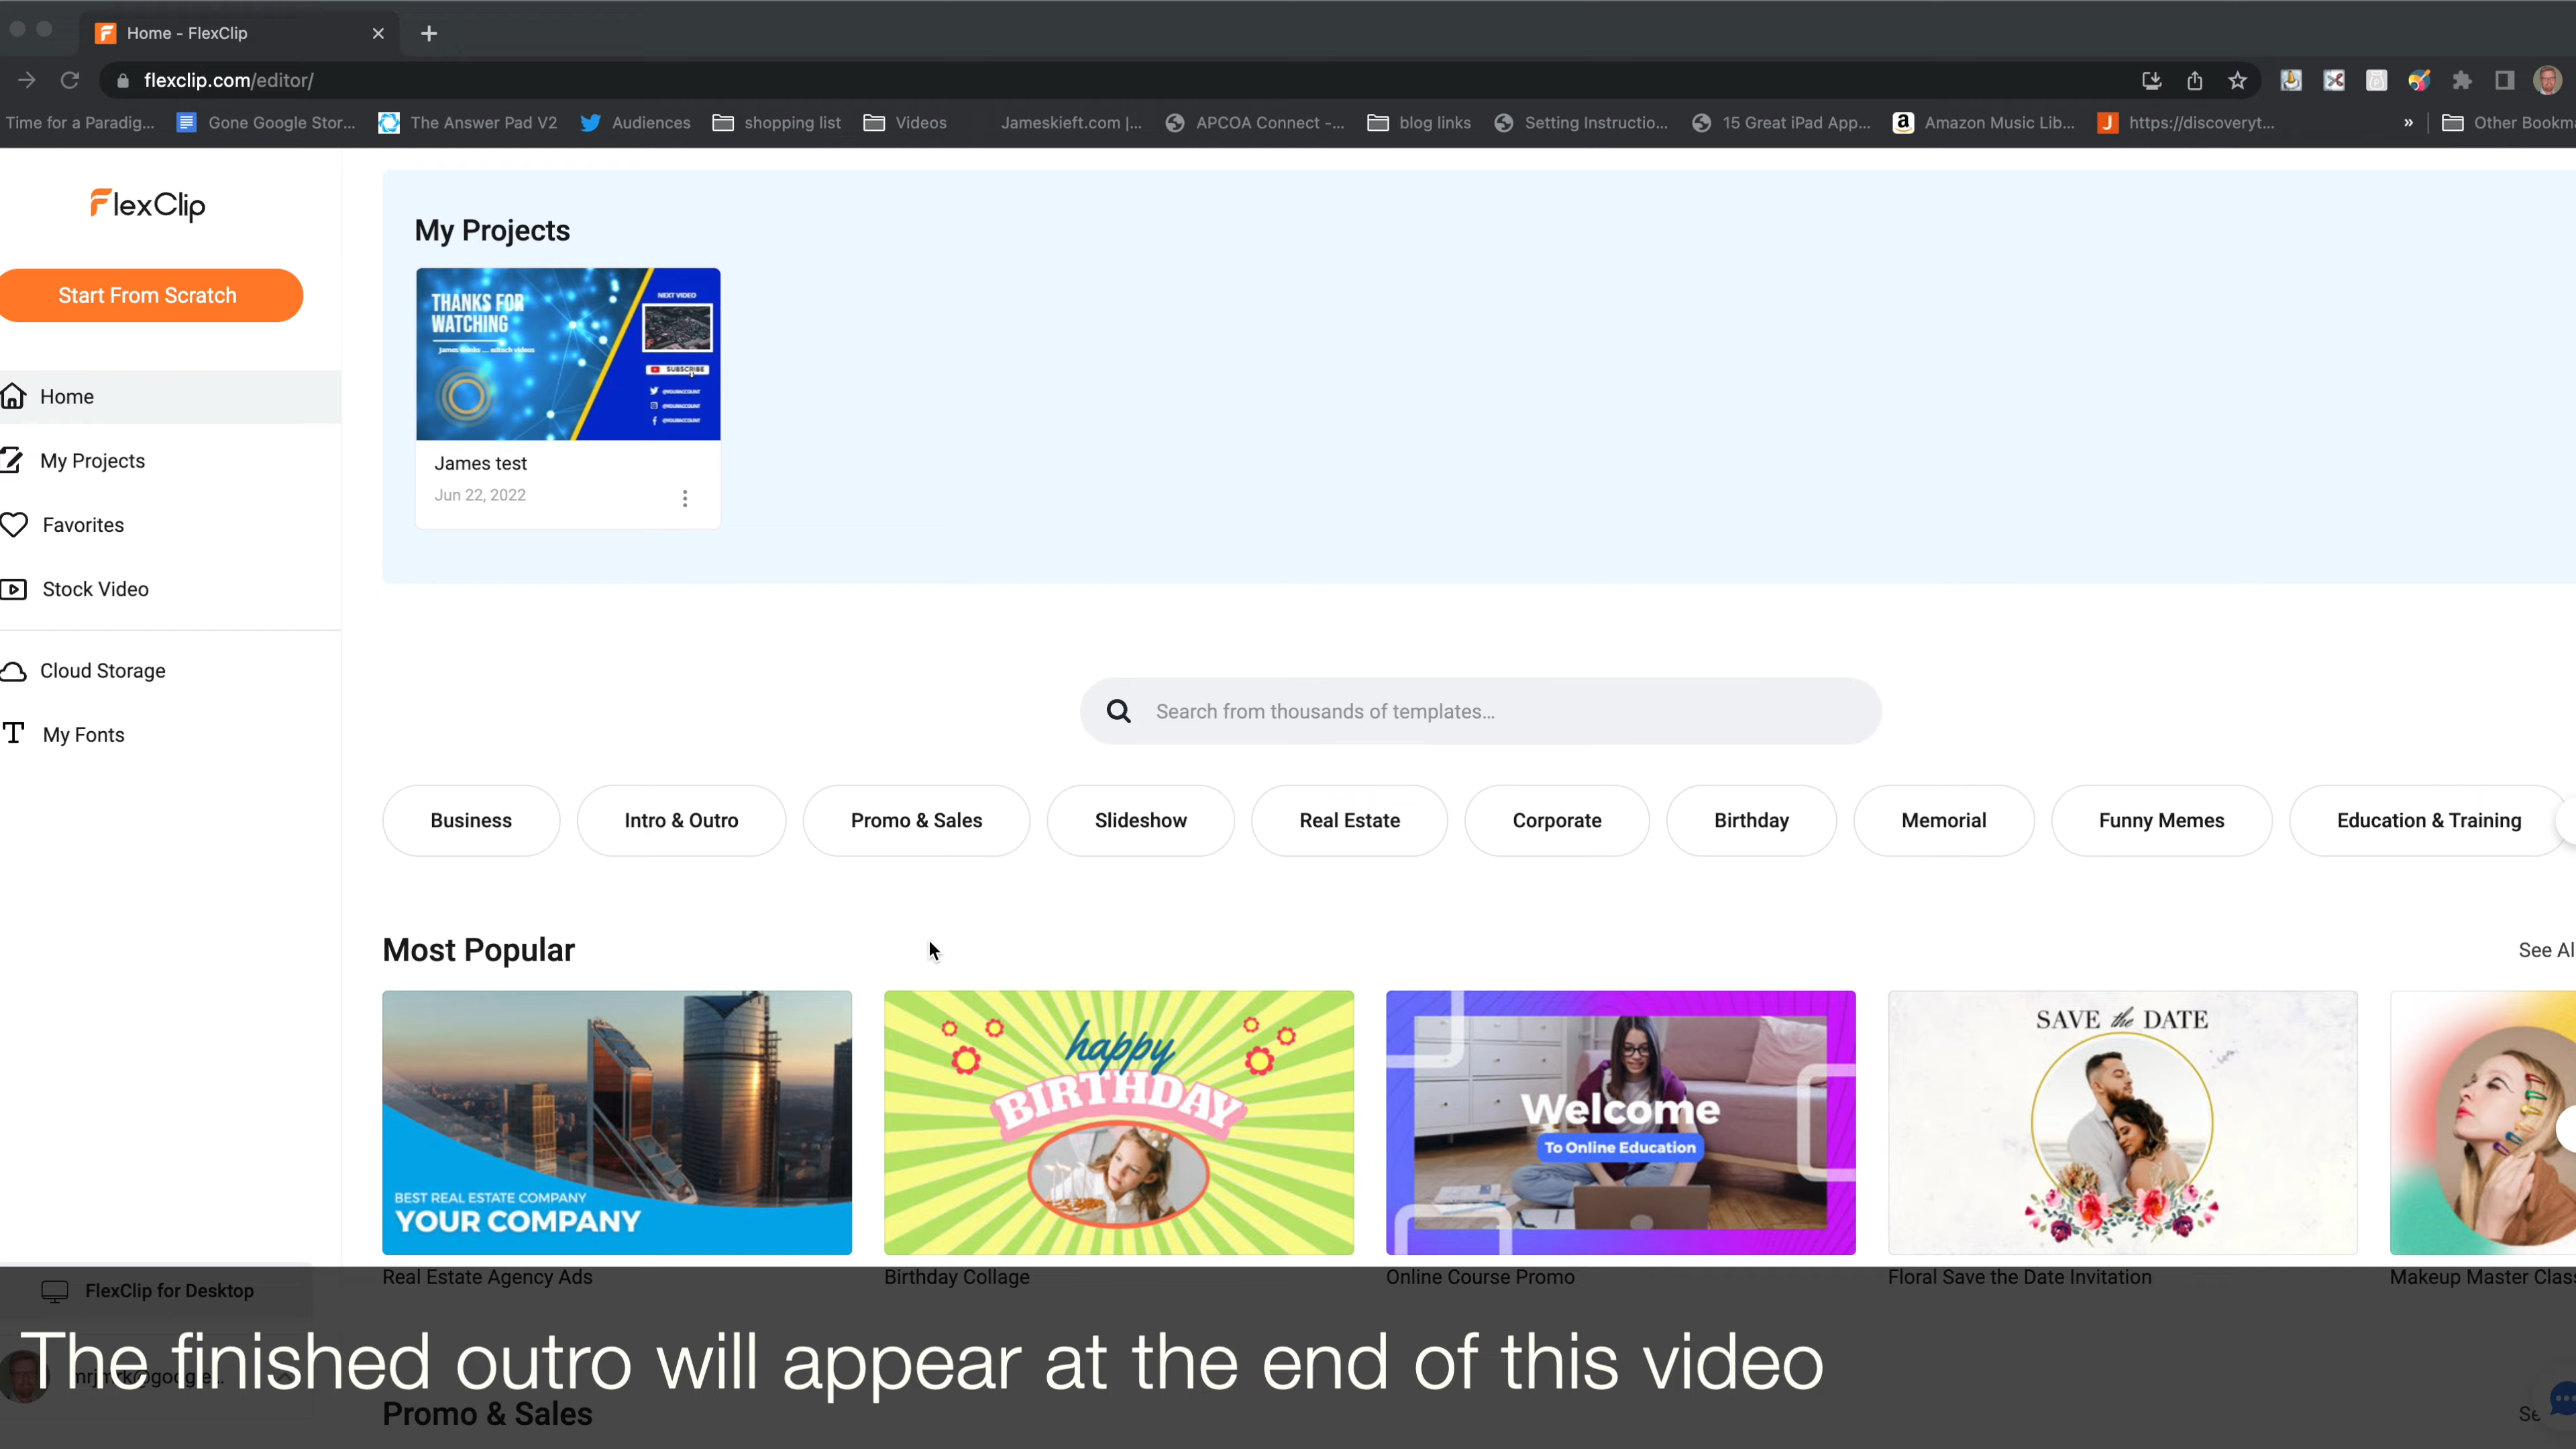 Home - FlexClip
flexclip.com/editor/
Time for a Paradig...
Gone Google Stor...
The Answer Pad V2
Audiences
shopping list
Videos
Jameskieft.com |...
APCOA Connect -...
blog links
Setting Instructio...
15 Great iPad App...
Amazon Music Lib...
https://discoveryt...
»
Other Bookma
FlexClip
Start From Scratch
Home
My Projects
Favorites
Stock Video
Cloud Storage
My Fonts
My Projects
THANKS FOR
WATCHING
NEXT VIDEO
SUBSCRIBE
@YOURACCOUNT
@YOURACCOUNT
@YOURACCOUNT
James test
Jun 22, 2022
Search from thousands of templates...
Business
Intro & Outro
Promo & Sales
Slideshow
Real Estate
Corporate
Birthday
Memorial
Funny Memes
Education & Training
Most Popular
See Al
BEST REAL ESTATE COMPANY
YOUR COMPANY
happy
BIRTHDAY
Welcome
To Online Education
SAVE the DATE
Real Estate Agency Ads
Birthday Collage
Online Course Promo
Floral Save the Date Invitation
Makeup Master Clas
FlexClip for Desktop
The finished outro will appear at the end of this video
Promo & Sales
Se